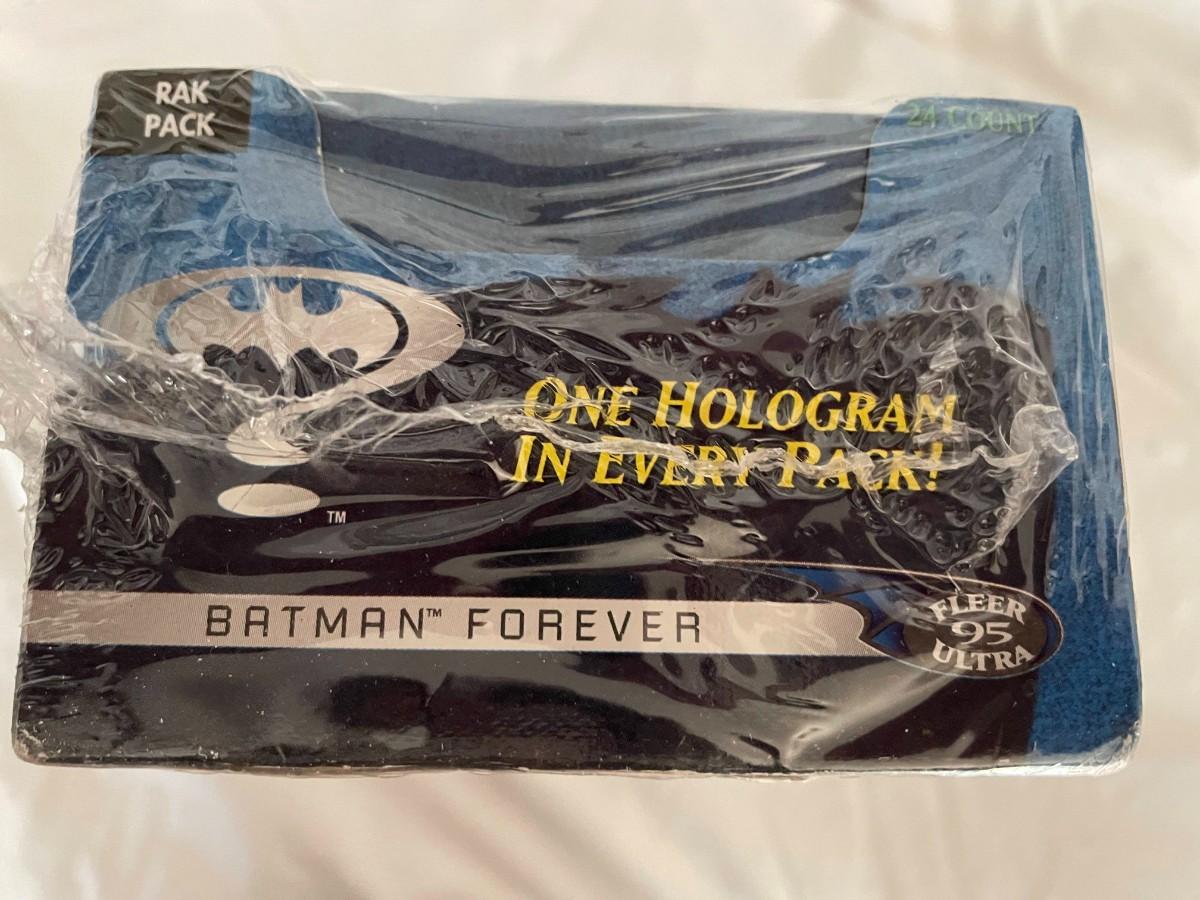 RAK
PACK
24 COUNT
ONE HOLOGRAM
IN EVERY PACK!
TM
BATMAN™ FOREVER
FLEER
95
ULTRA